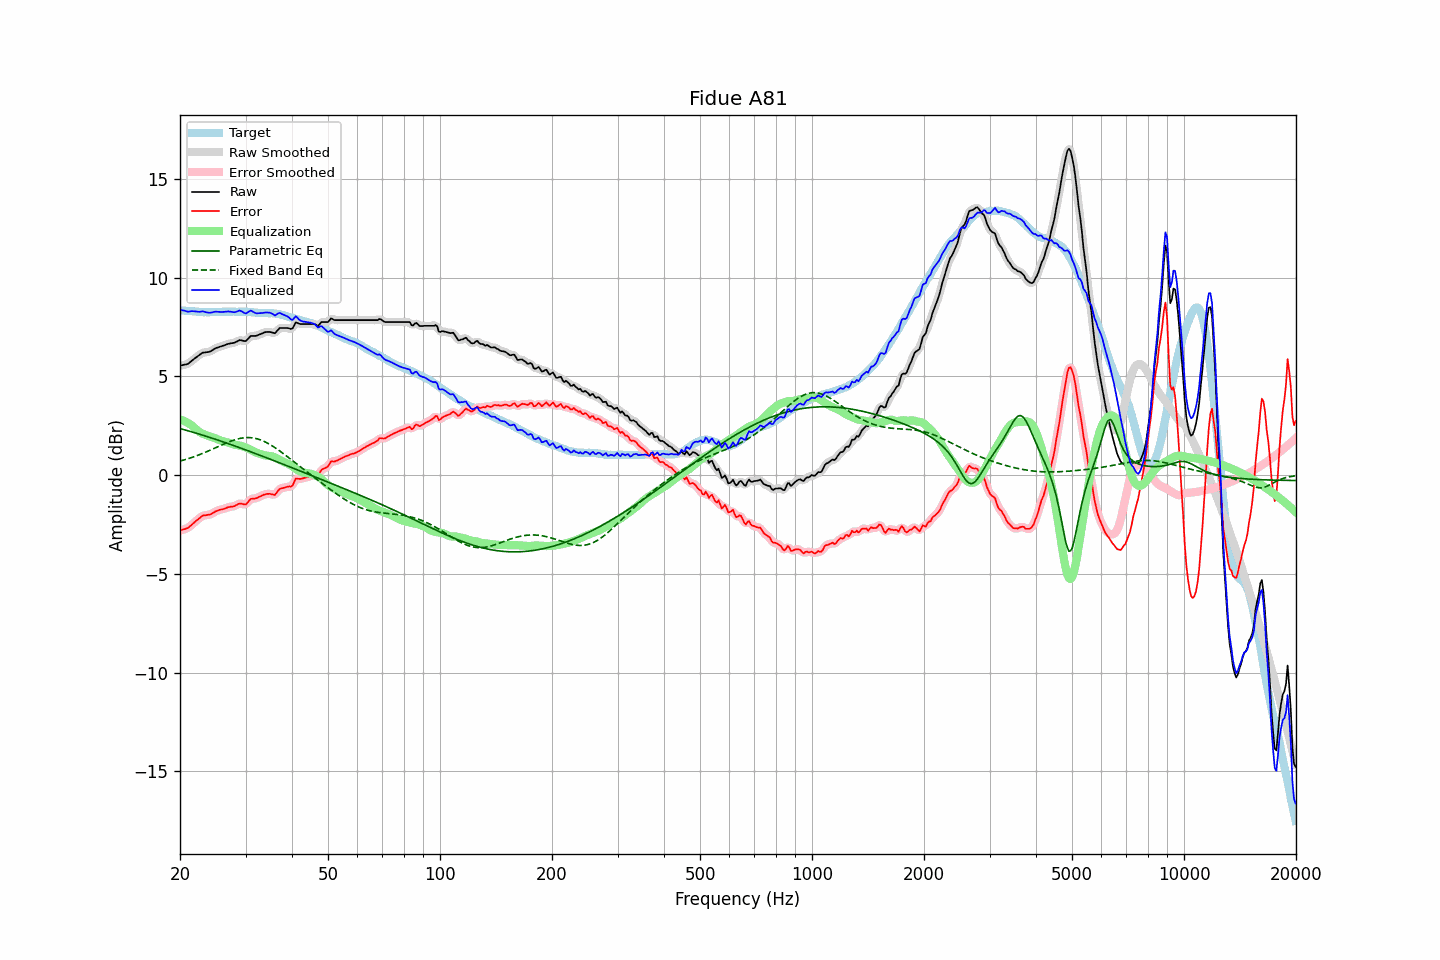 Fidue A81
Target
Raw Smoothed
Error Smoothed
Raw
Error
Equalization
Parametric Eq
Fixed Band Eq
Equalized
Amplitude (dBr)
15
10
5
0
−5
−10
−15
20 50 100 200 500 1000 2000 5000 10000 20000
Frequency (Hz)